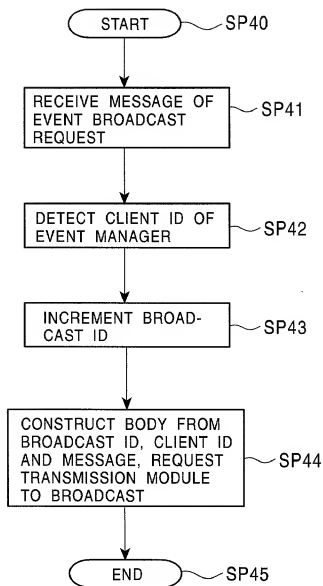 START
SP40
RECEIVE MESSAGE OF
EVENT BROADCAST
REQUEST
SP41
DETECT CLIENT ID OF
EVENT MANAGER
SP42
INCREMENT BROAD-
CAST ID
SP43
CONSTRUCT BODY FROM
BROADCAST ID, CLIENT ID
AND MESSAGE, REQUEST
TRANSMISSION MODULE
TO BROADCAST
SP44
END
SP45